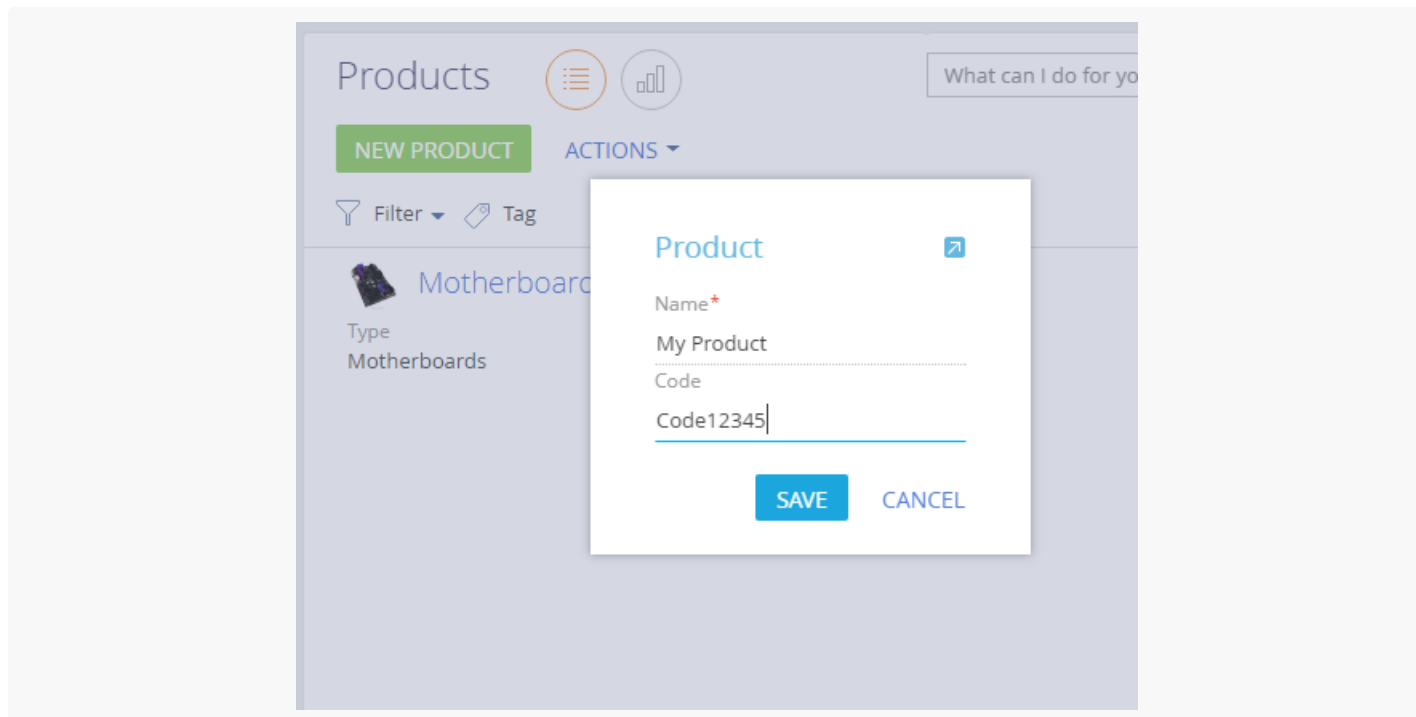 Products
What can I do for yo
NEW PRODUCT ACTIONS
Filter Tag
Motherboard
Type
Motherboards
Product
Name*
My Product
Code
Code12345
SAVE CANCEL